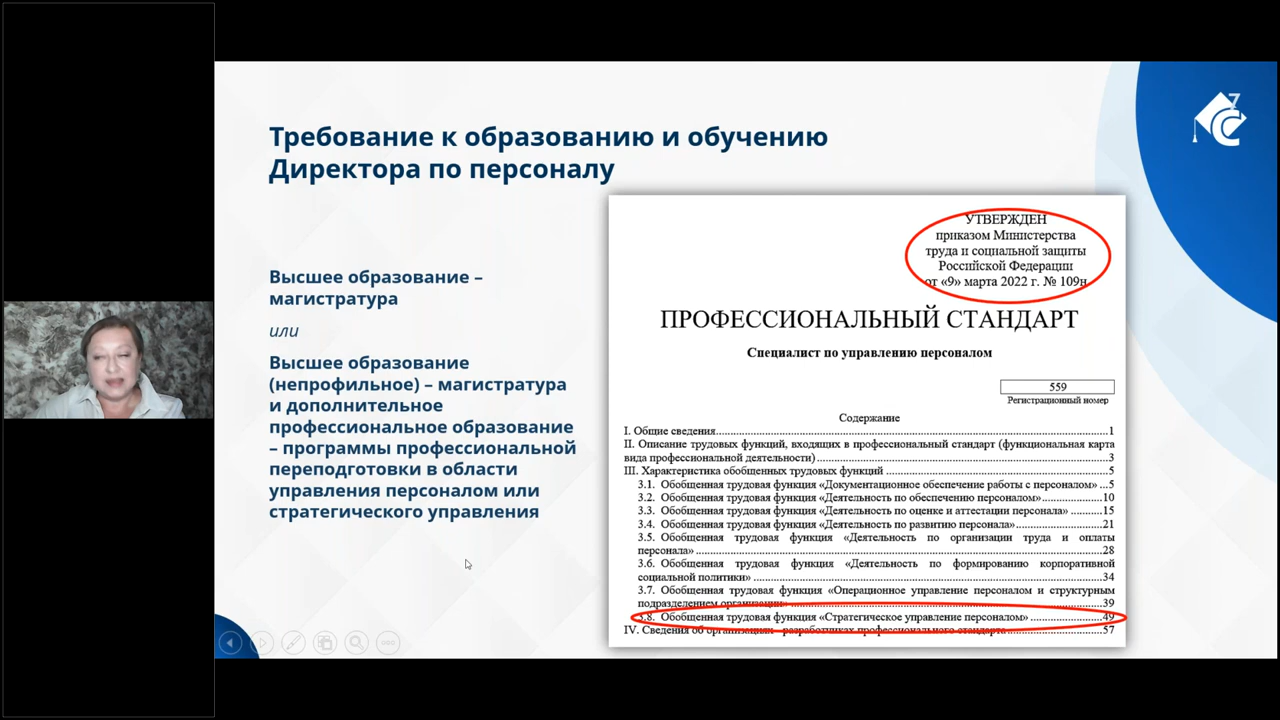 Требование к образованию и обучению
Директора по персоналу
Высшее образование –
магистратура
или
Высшее образование
(непрофильное) – магистратура
и дополнительное
профессиональное образование
– программы профессиональной
переподготовки в области
управления персоналом или
стратегического управления
УТВЕРЖДЕН
приказом Министерства
труда и социальной защиты
Российской Федерации
от «9» марта 2022 г. № 109н
ПРОФЕССИОНАЛЬНЫЙ СТАНДАРТ
Специалист по управлению персоналом
559
Регистрационный номер
Содержание
I. Общие сведения....1
II. Описание трудовых функций, входящих в профессиональный стандарт (функциональная карта
вида профессиональной деятельности)....3
III. Характеристика обобщенных трудовых функций....5
3.1. Обобщенная трудовая функция «Документационное обеспечение работы с персоналом»...5
3.2. Обобщенная трудовая функция «Деятельность по обеспечению персоналом»....10
3.3. Обобщенная трудовая функция «Деятельность по оценке и аттестации персонала»....15
3.4. Обобщенная трудовая функция «Деятельность по развитию персонала»....21
3.5. Обобщенная трудовая функция «Деятельность по организации труда и оплаты
персонала»....28
3.6. Обобщенная трудовая функция «Деятельность по формированию корпоративной
социальной политики»....34
3.7. Обобщенная трудовая функция «Операционное управление персоналом и структурным
подразделением организации»....39
3.8. Обобщенная трудовая функция «Стратегическое управление персоналом»....49
IV. Сведения об организациях – разработчиках профессионального стандарта....57